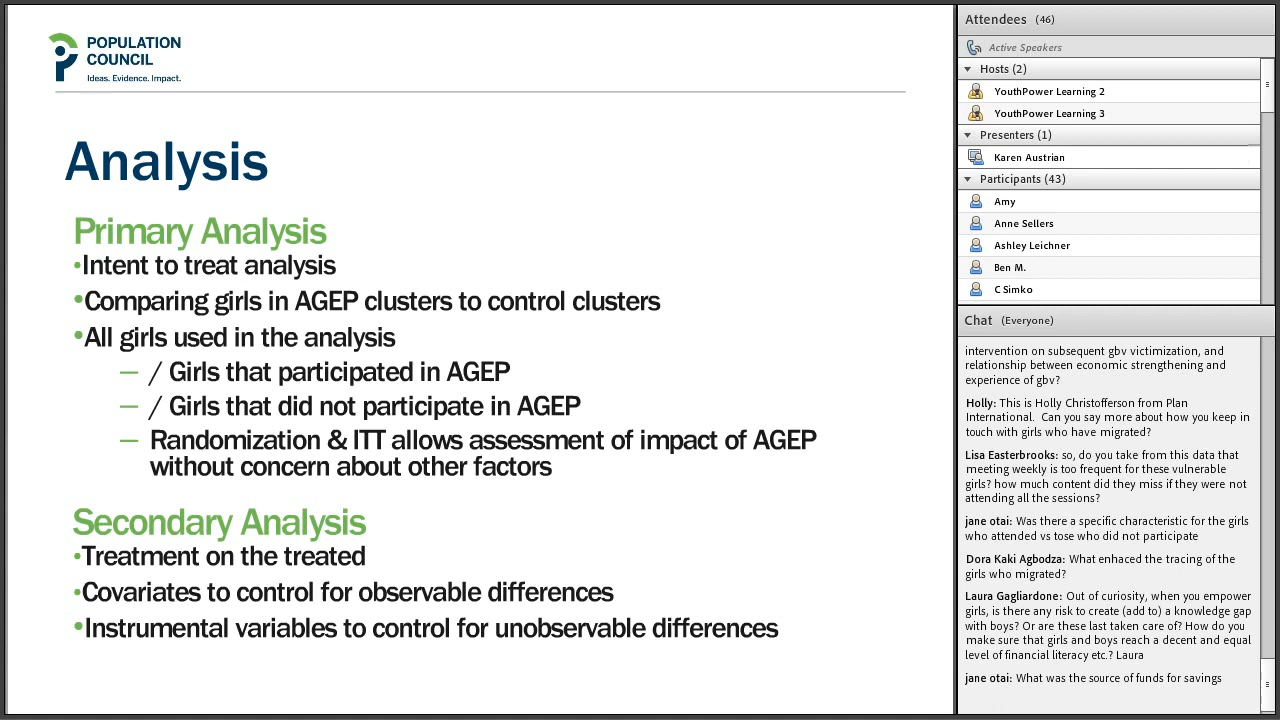 POPULATION
COUNCIL
Ideas. Evidence. Impact.
Analysis
Primary Analysis
•Intent to treat analysis
•Comparing girls in AGEP clusters to control clusters
•All girls used in the analysis
— / Girls that participated in AGEP
— / Girls that did not participate in AGEP
— Randomization & ITT allows assessment of impact of AGEP
without concern about other factors
Secondary Analysis
•Treatment on the treated
•Covariates to control for observable differences
•Instrumental variables to control for unobservable differences
Attendees (46)
Active Speakers
Hosts (2)
YouthPower Learning 2
YouthPower Learning 3
Presenters (1)
Karen Austrian
Participants (43)
Amy
Anne Sellers
Ashley Leichner
Ben M.
C Simko
Chat (Everyone)
intervention on subsequent gbv victimization, and
relationship between economic strengthening and
experience of gbv?
Holly: This is Holly Christofferson from Plan
International. Can you say more about how you keep in
touch with girls who have migrated?
Lisa Easterbrooks: so, do you take from this data that
meeting weekly is too frequent for these vulnerable
girls? how much content did they miss if they were not
attending all the sessions?
jane otai: Was there a specific characteristic for the girls
who attended vs tose who did not participate
Dora Kaki Agbodza: What enhaced the tracing of the
girls who migrated?
Laura Gagliardone: Out of curiosity, when you empower
girls, is there any risk to create (add to) a knowledge gap
with boys? Or are these last taken care of? How do you
make sure that girls and boys reach a decent and equal
level of financial literacy etc.? Laura
jane otai: What was the source of funds for savings